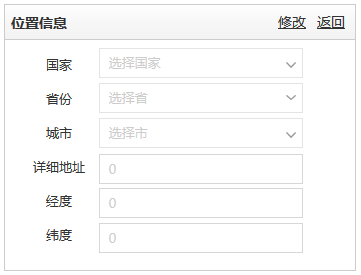 位置信息 修改 返回
国家 选择国家
省份 选择省
城市 选择市
详细地址 0
经度 0
纬度 0